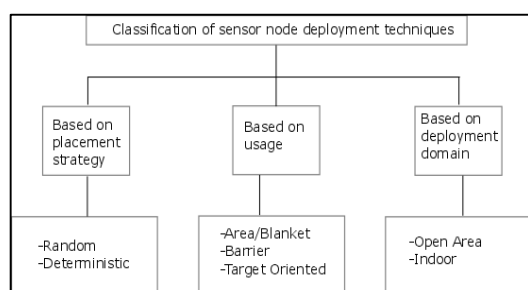 Classification of sensor node deployment techniques
Based on
placement
strategy
Based on
usage
Based on
deployment
domain
-Random
-Deterministic
-Area/Blanket
-Barrier
-Target Oriented
-Open Area
-Indoor